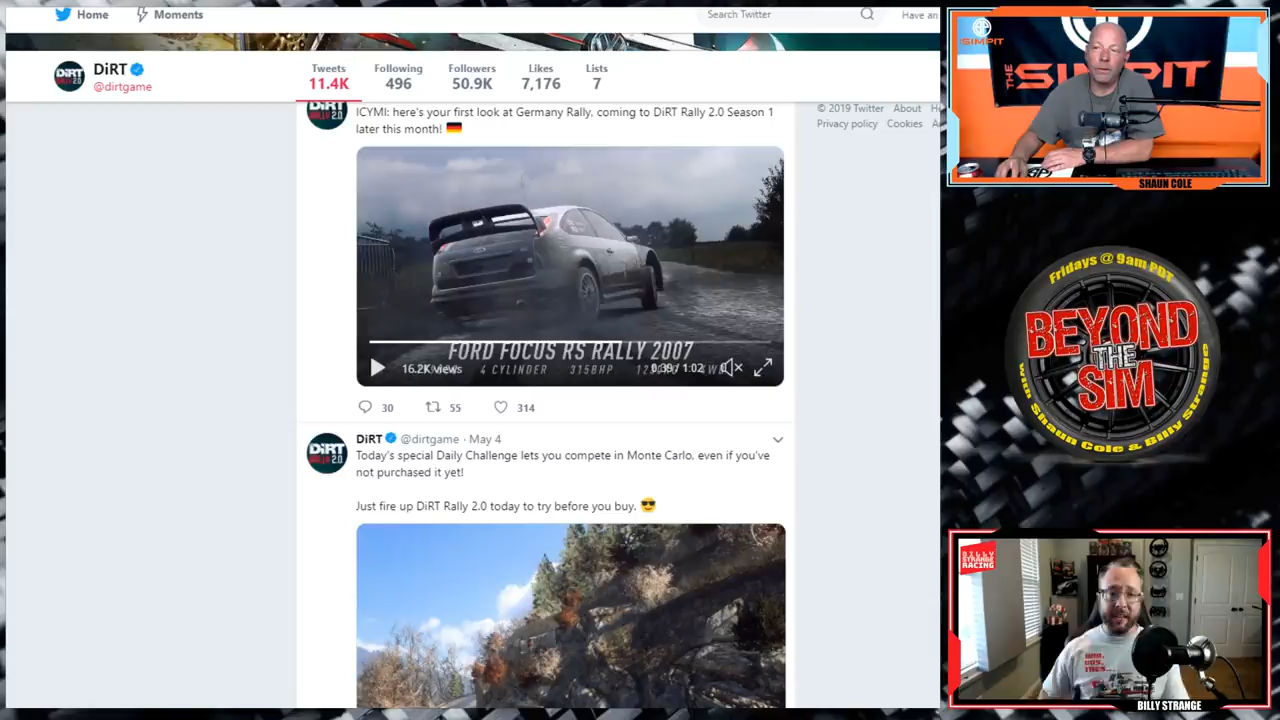 Home
Moments
Search Twitter
Have an
DiRT
@dirtgame
Tweets
11.4K
Following
496
Followers
50.9K
Likes
7,176
Lists
7
© 2019 Twitter About
Privacy policy Cookies
ICYMI: here's your first look at Germany Rally, coming to DiRT Rally 2.0 Season 1
later this month!
FORD FOCUS RS RALLY 2007
4 CYLINDER 315BHP
16.2K views
0:39 / 1:02
30
55
314
DiRT @dirtgame · May 4
Today's special Daily Challenge lets you compete in Monte Carlo, even if you've
not purchased it yet!
Just fire up DiRT Rally 2.0 today to try before you buy.
THE SIMPIT
SHAUN COLE
Fridays @ 9am PDT
BEYOND
THE
SIM
with Shaun Cole & Billy Strange
BILLY
STRANGE
RACING
BILLY STRANGE